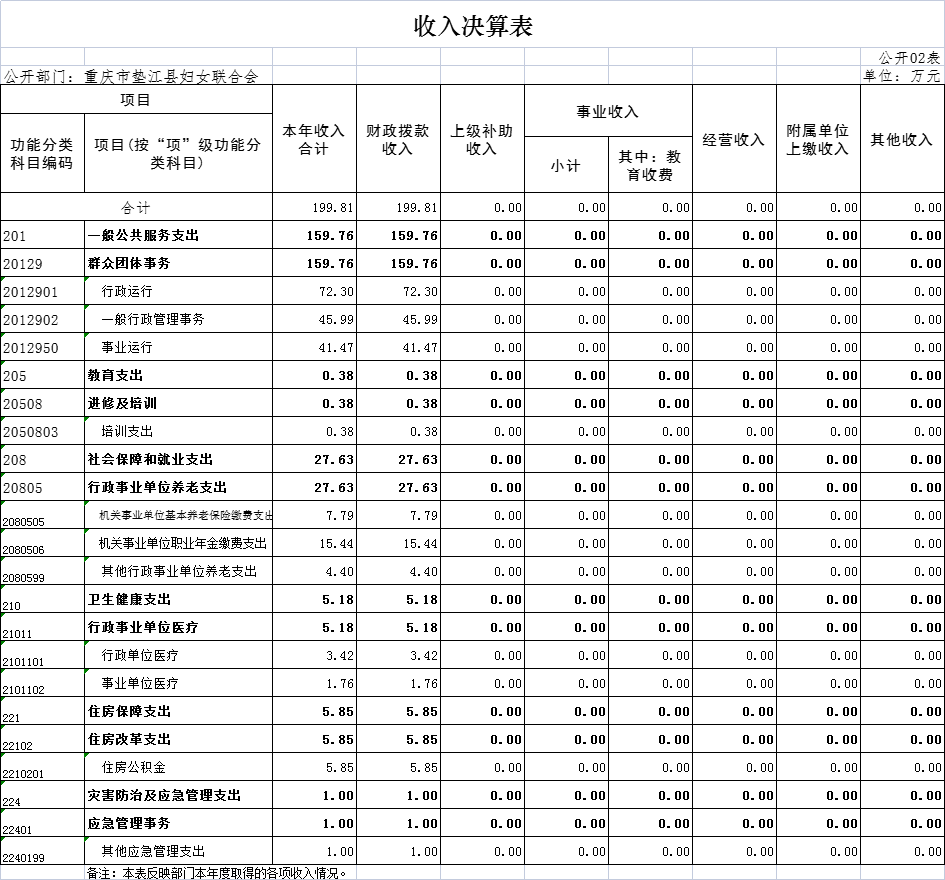 收入决算表
公开02表
公开部门：重庆市垫江县妇女联合会 单位：万元
项目 本年收入合计 财政拨款收入 上级补助收入 事业收入 经营收入 附属单位上缴收入 其他收入
功能分类科目编码 项目(按“项”级功能分类科目) 小计 其中：教育收费
合计 199.81 199.81 0.00 0.00 0.00 0.00 0.00 0.00
201 一般公共服务支出 159.76 159.76 0.00 0.00 0.00 0.00 0.00 0.00
20129 群众团体事务 159.76 159.76 0.00 0.00 0.00 0.00 0.00 0.00
2012901 行政运行 72.30 72.30 0.00 0.00 0.00 0.00 0.00 0.00
2012902 一般行政管理事务 45.99 45.99 0.00 0.00 0.00 0.00 0.00 0.00
2012950 事业运行 41.47 41.47 0.00 0.00 0.00 0.00 0.00 0.00
205 教育支出 0.38 0.38 0.00 0.00 0.00 0.00 0.00 0.00
20508 进修及培训 0.38 0.38 0.00 0.00 0.00 0.00 0.00 0.00
2050803 培训支出 0.38 0.38 0.00 0.00 0.00 0.00 0.00 0.00
208 社会保障和就业支出 27.63 27.63 0.00 0.00 0.00 0.00 0.00 0.00
20805 行政事业单位养老支出 27.63 27.63 0.00 0.00 0.00 0.00 0.00 0.00
2080505 机关事业单位基本养老保险缴费支出 7.79 7.79 0.00 0.00 0.00 0.00 0.00 0.00
2080506 机关事业单位职业年金缴费支出 15.44 15.44 0.00 0.00 0.00 0.00 0.00 0.00
2080599 其他行政事业单位养老支出 4.40 4.40 0.00 0.00 0.00 0.00 0.00 0.00
210 卫生健康支出 5.18 5.18 0.00 0.00 0.00 0.00 0.00 0.00
21011 行政事业单位医疗 5.18 5.18 0.00 0.00 0.00 0.00 0.00 0.00
2101101 行政单位医疗 3.42 3.42 0.00 0.00 0.00 0.00 0.00 0.00
2101102 事业单位医疗 1.76 1.76 0.00 0.00 0.00 0.00 0.00 0.00
221 住房保障支出 5.85 5.85 0.00 0.00 0.00 0.00 0.00 0.00
22102 住房改革支出 5.85 5.85 0.00 0.00 0.00 0.00 0.00 0.00
2210201 住房公积金 5.85 5.85 0.00 0.00 0.00 0.00 0.00 0.00
224 灾害防治及应急管理支出 1.00 1.00 0.00 0.00 0.00 0.00 0.00 0.00
22401 应急管理事务 1.00 1.00 0.00 0.00 0.00 0.00 0.00 0.00
2240199 其他应急管理支出 1.00 1.00 0.00 0.00 0.00 0.00 0.00 0.00
备注：本表反映部门本年度取得的各项收入情况。